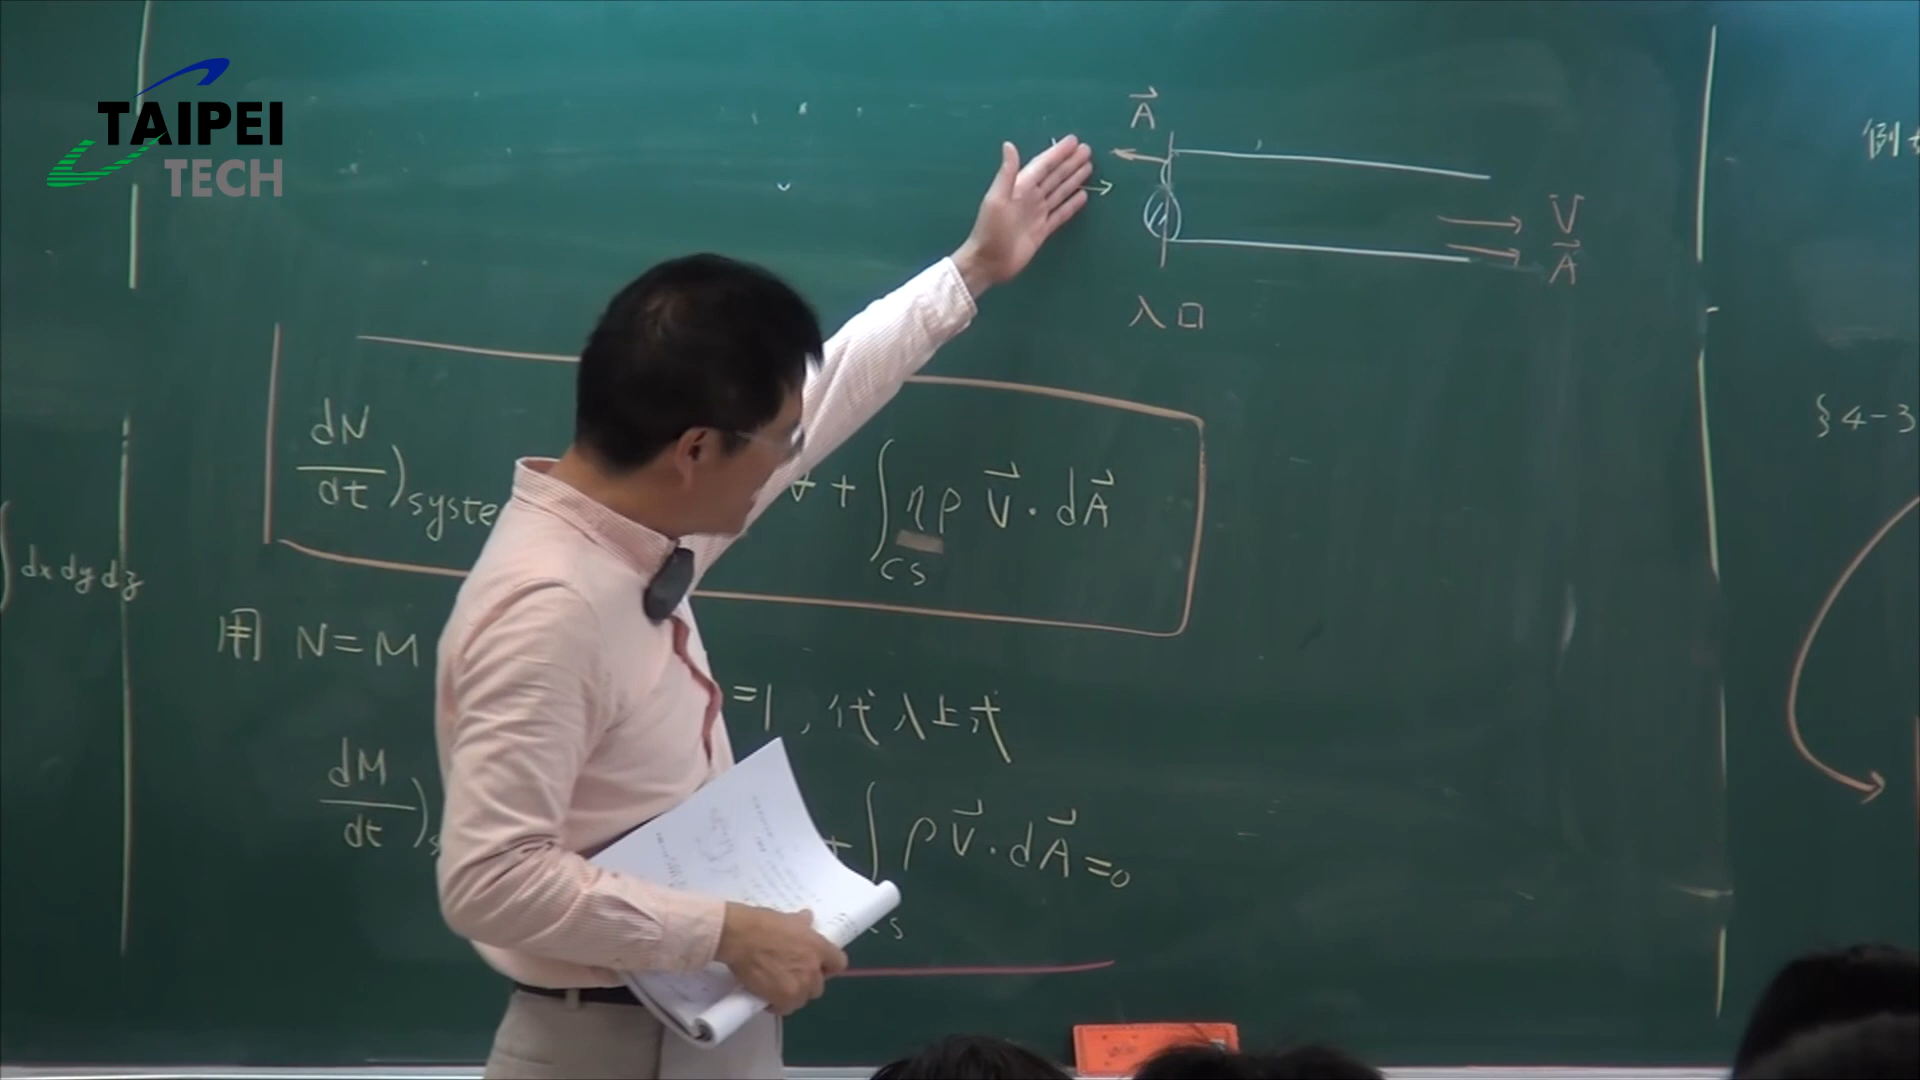 TAIPEI
TECH
A⃗
V⃗
A⃗
入口
例
§4-3
dN/dt)syste ∀ + ∫cs ηρ V⃗·dA⃗
∫ dx dy dz
用 N=M =1, 代入上式
dM/dt)s + ∫ ρV⃗·dA⃗=0
s